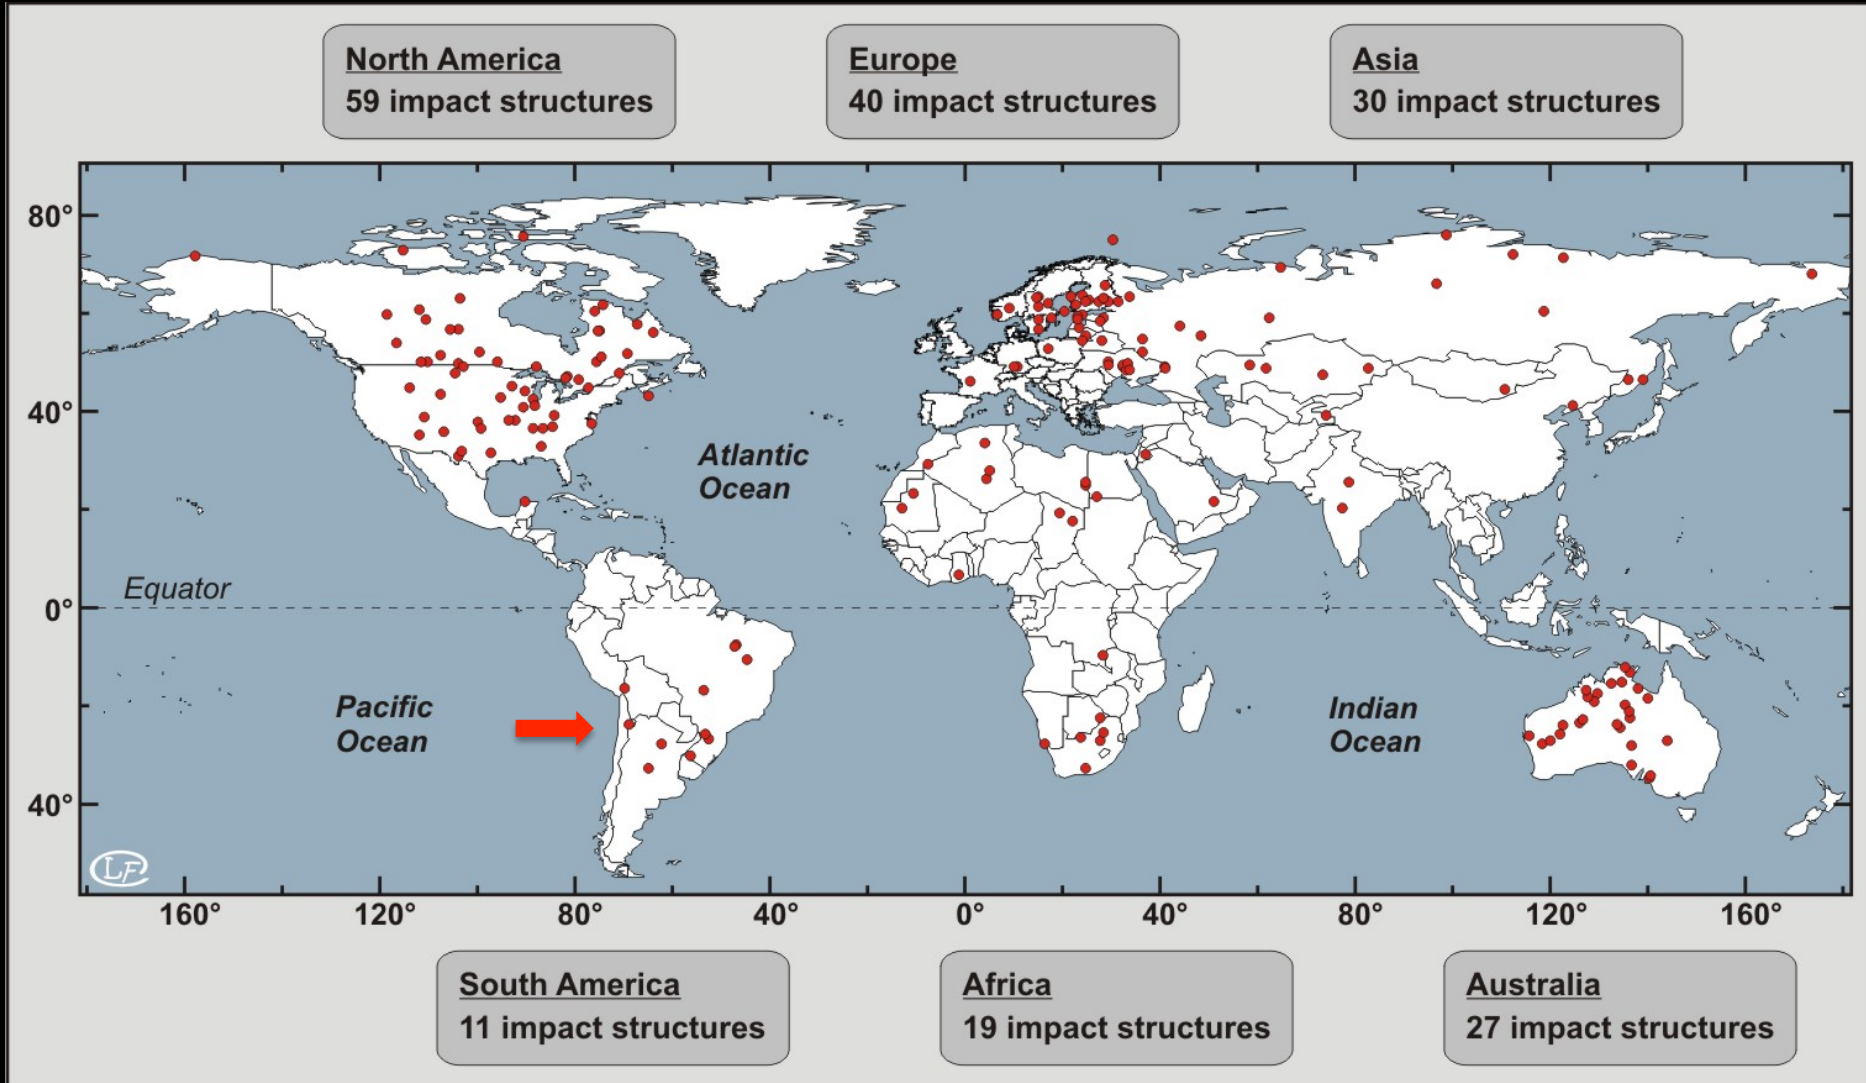 North America
59 impact structures
Europe
40 impact structures
Asia
30 impact structures
80°
40°
0°
40°
Atlantic
Ocean
Equator
Pacific
Ocean
Indian
Ocean
LF
160°
120°
80°
40°
0°
40°
80°
120°
160°
South America
11 impact structures
Africa
19 impact structures
Australia
27 impact structures